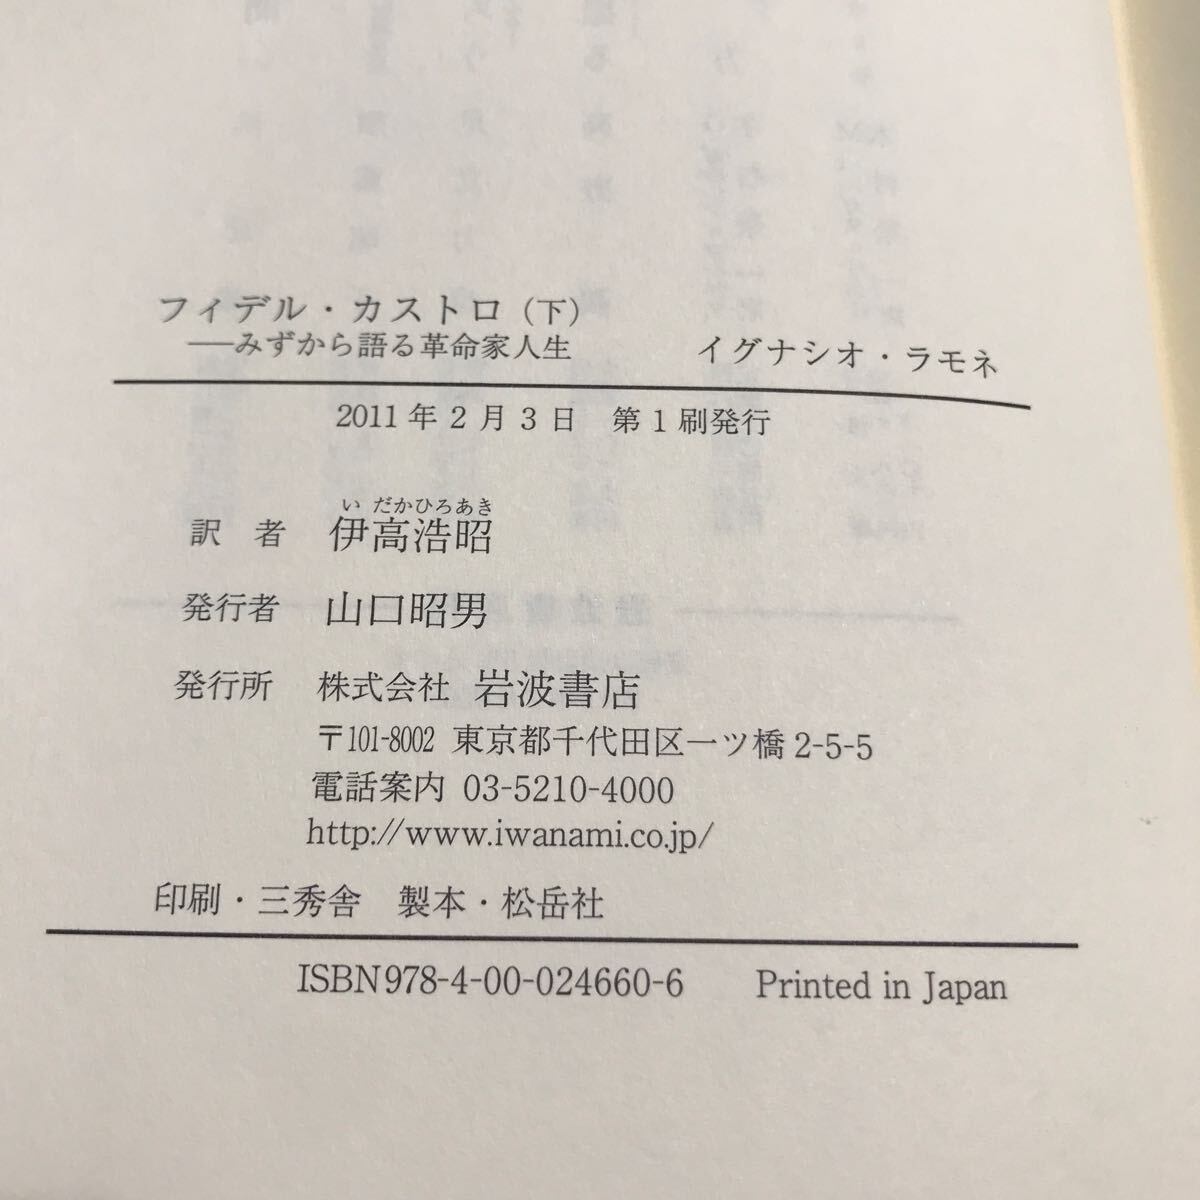 フィデル・カストロ（下）
──みずから語る革命家人生　イグナシオ・ラモネ
2011年2月3日　第1刷発行
い だかひろあき
訳　者　伊高浩昭
発行者　山口昭男
発行所　株式会社 岩波書店
〒101-8002 東京都千代田区一ツ橋2-5-5
電話案内 03-5210-4000
http://www.iwanami.co.jp/
印刷・三秀舎　製本・松岳社
ISBN978-4-00-024660-6　Printed in Japan